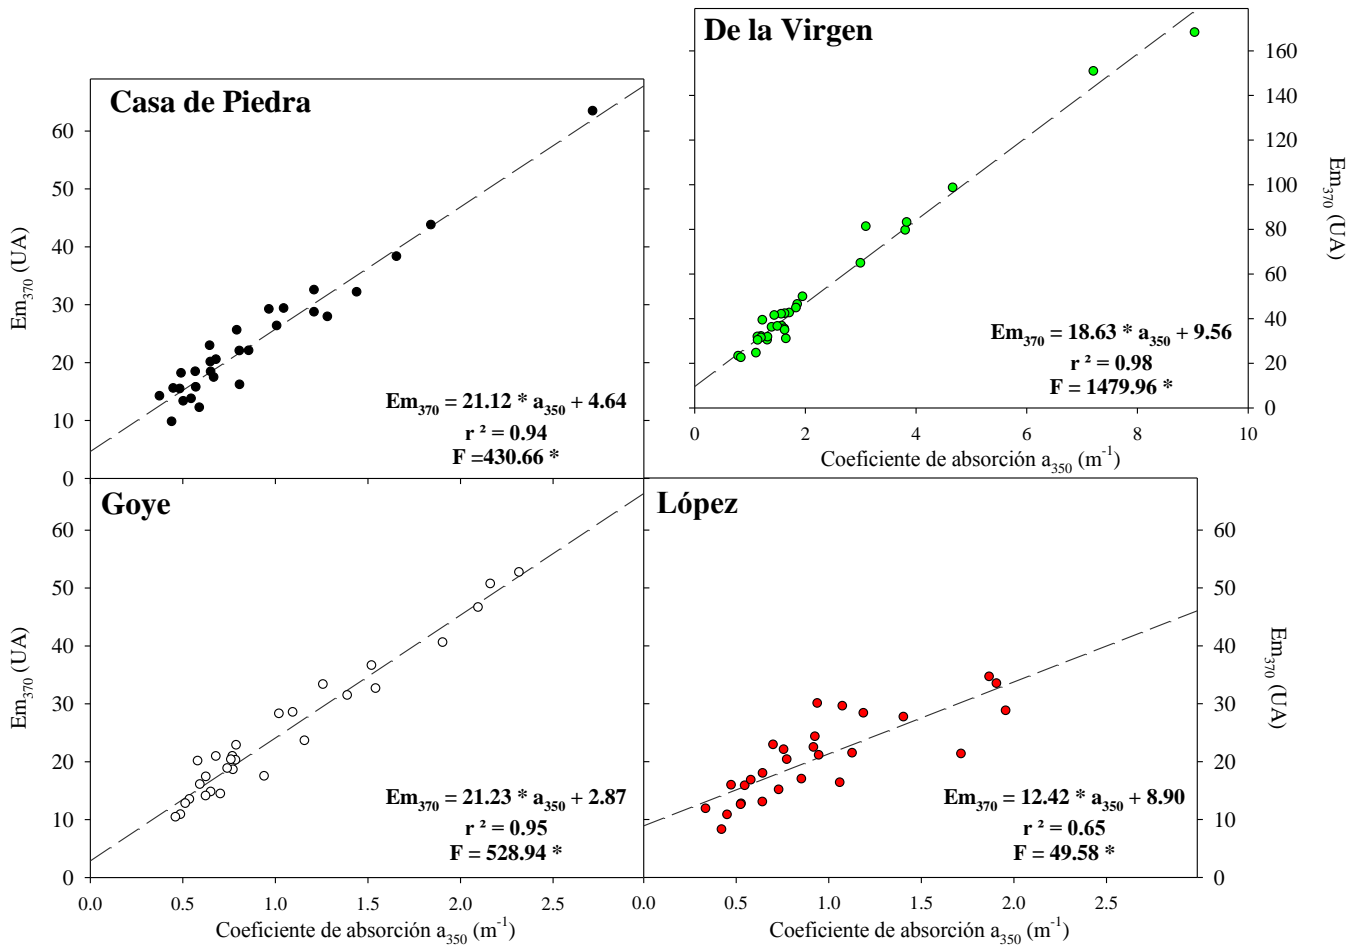 Casa de Piedra
60
50
40
30
20
10
0
Em370 (UA)
Em370 = 21.12 * a350 + 4.64
r ² = 0.94
F =430.66 *
De la Virgen
160
140
120
100
80
60
40
20
0
Em370 (UA)
Em370 = 18.63 * a350 + 9.56
r ² = 0.98
F = 1479.96 *
0 2 4 6 8 10
Coeficiente de absorción a350 (m-1)
Goye
60
50
40
30
20
10
0
Em370 (UA)
Em370 = 21.23 * a350 + 2.87
r ² = 0.95
F = 528.94 *
0.0 0.5 1.0 1.5 2.0 2.5
Coeficiente de absorción a350 (m-1)
López
60
50
40
30
20
10
0
Em370 (UA)
Em370 = 12.42 * a350 + 8.90
r ² = 0.65
F = 49.58 *
0.0 0.5 1.0 1.5 2.0 2.5
Coeficiente de absorción a350 (m-1)